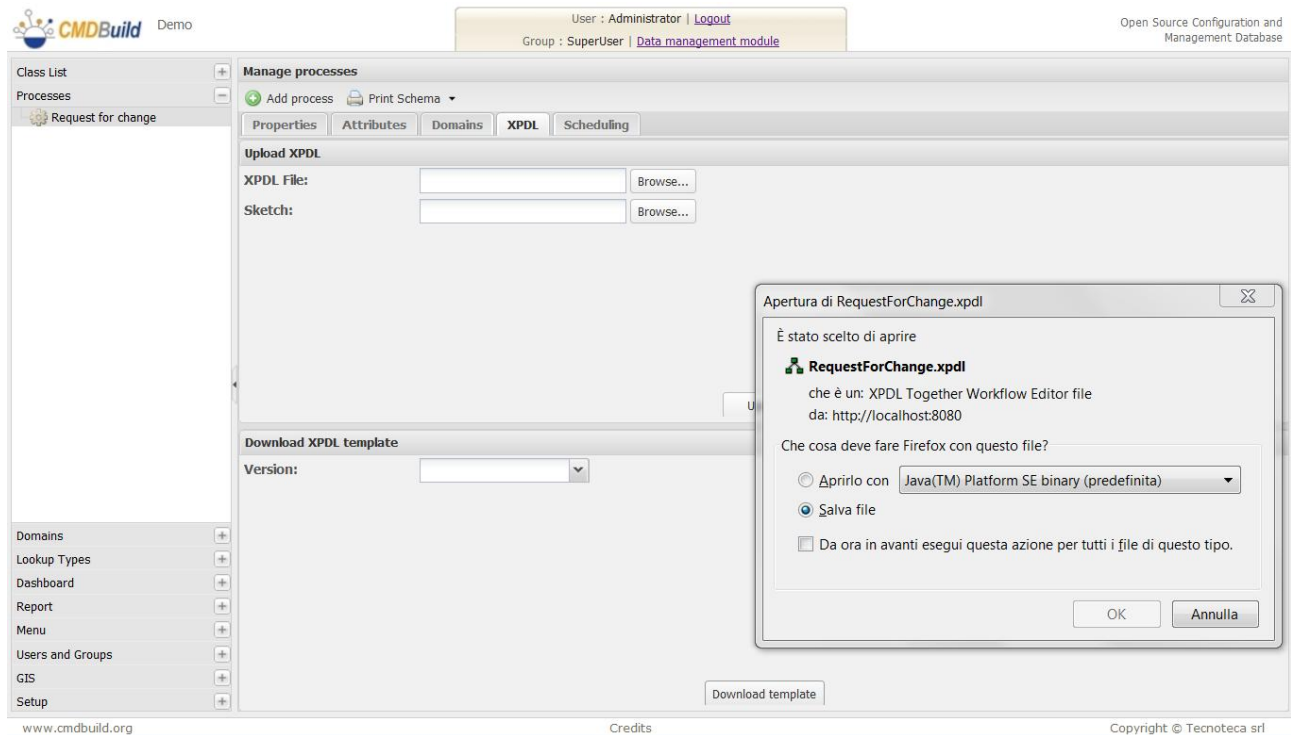 CMDBuild Demo
User : Administrator | Logout
Group : SuperUser | Data management module
Open Source Configuration and
Management Database
Class List
Processes
Request for change
Domains
Lookup Types
Dashboard
Report
Menu
Users and Groups
GIS
Setup
Manage processes
Add process Print Schema
Properties Attributes Domains XPDL Scheduling
Upload XPDL
XPDL File: Browse...
Sketch: Browse...
U
Download XPDL template
Version:
Download template
Apertura di RequestForChange.xpdl
È stato scelto di aprire
RequestForChange.xpdl
che è un: XPDL Together Workflow Editor file
da: http://localhost:8080
Che cosa deve fare Firefox con questo file?
Aprirlo con Java(TM) Platform SE binary (predefinita)
Salva file
Da ora in avanti esegui questa azione per tutti i file di questo tipo.
OK Annulla
www.cmdbuild.org Credits Copyright © Tecnoteca srl